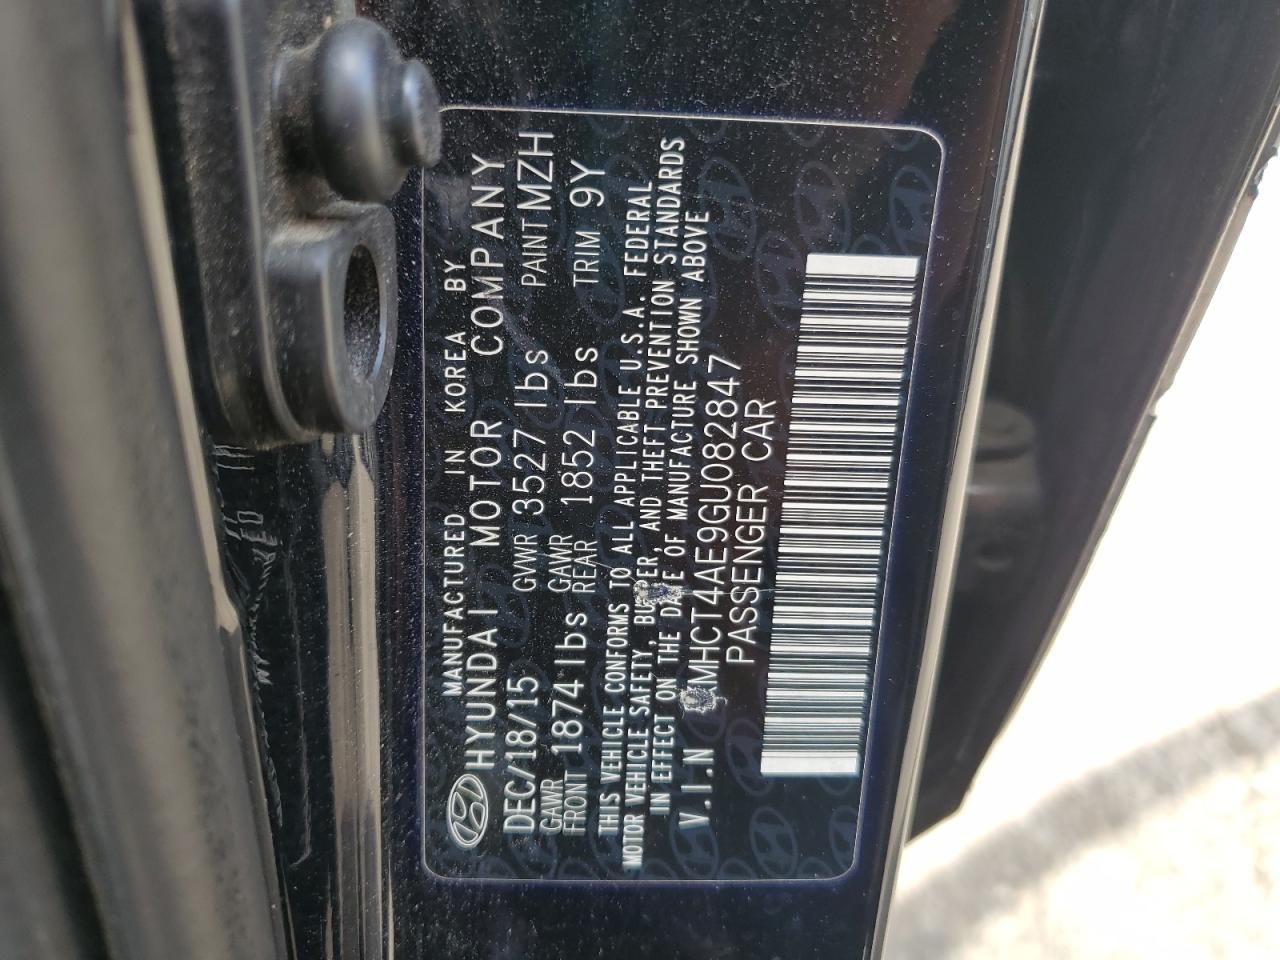 MANUFACTURED IN KOREA BY
HYUNDAI MOTOR COMPANY
DEC/18/15 GVWR 3527 lbs PAINT MZH
GAWR FRONT 1874 lbs GAWR REAR 1852 lbs TRIM 9Y
THIS VEHICLE CONFORMS TO ALL APPLICABLE U.S.A. FEDERAL
MOTOR VEHICLE SAFETY, BUMPER, AND THEFT PREVENTION STANDARDS
IN EFFECT ON THE DATE OF MANUFACTURE SHOWN ABOVE
V.I.N KMHCT4AE9GU082847
PASSENGER CAR